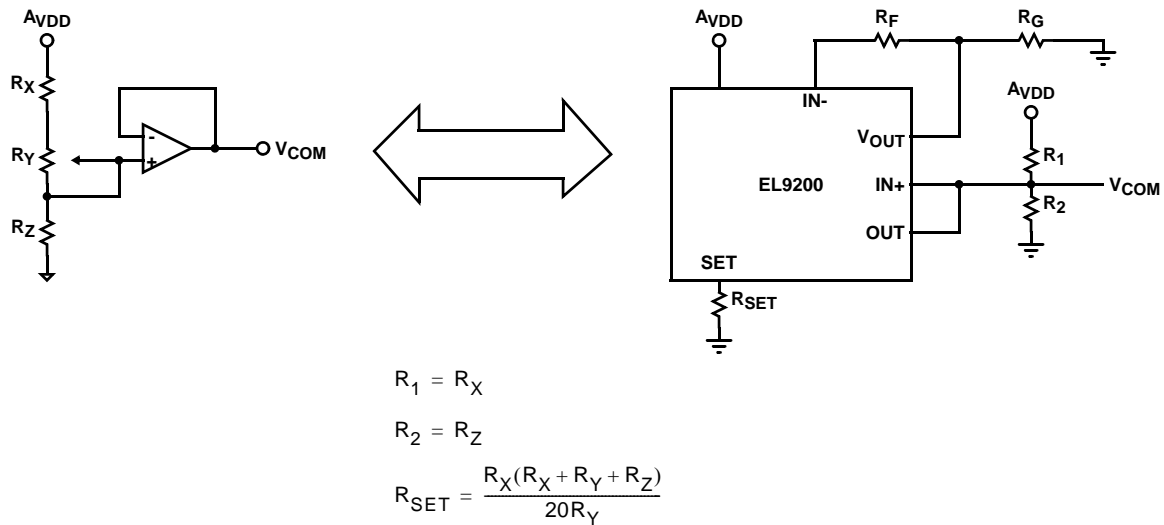 AVDD
RX
RY
RZ
-
+
VCOM
AVDD
RF
RG
IN-
VOUT
AVDD
R1
EL9200
IN+
VCOM
R2
OUT
SET
RSET
R1 = RX
R2 = RZ
RSET = RX(RX + RY + RZ) / 20RY